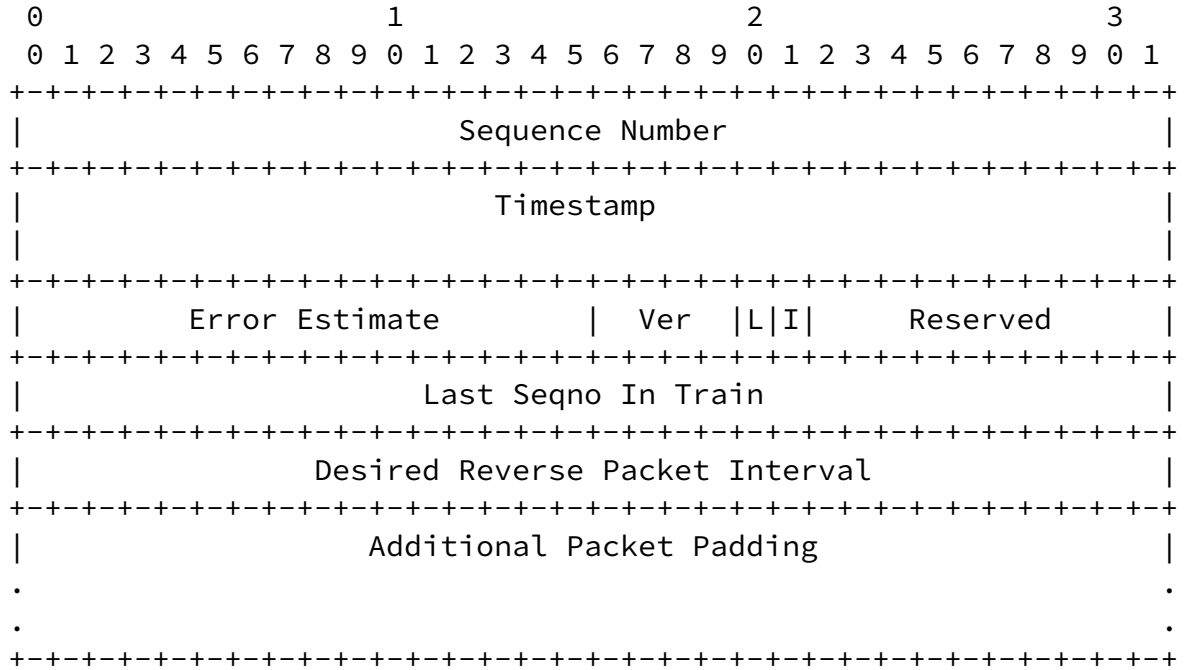 0                   1                   2                   3
 0 1 2 3 4 5 6 7 8 9 0 1 2 3 4 5 6 7 8 9 0 1 2 3 4 5 6 7 8 9 0 1
+-+-+-+-+-+-+-+-+-+-+-+-+-+-+-+-+-+-+-+-+-+-+-+-+-+-+-+-+-+-+-+-+
|                        Sequence Number                        |
+-+-+-+-+-+-+-+-+-+-+-+-+-+-+-+-+-+-+-+-+-+-+-+-+-+-+-+-+-+-+-+-+
|                          Timestamp                            |
|                                                               |
+-+-+-+-+-+-+-+-+-+-+-+-+-+-+-+-+-+-+-+-+-+-+-+-+-+-+-+-+-+-+-+-+
|         Error Estimate        |  Ver  |L|I|     Reserved      |
+-+-+-+-+-+-+-+-+-+-+-+-+-+-+-+-+-+-+-+-+-+-+-+-+-+-+-+-+-+-+-+-+
|                      Last Seqno In Train                      |
+-+-+-+-+-+-+-+-+-+-+-+-+-+-+-+-+-+-+-+-+-+-+-+-+-+-+-+-+-+-+-+-+
|                Desired Reverse Packet Interval                |
+-+-+-+-+-+-+-+-+-+-+-+-+-+-+-+-+-+-+-+-+-+-+-+-+-+-+-+-+-+-+-+-+
|                   Additional Packet Padding                   |
.                                                               .
.                                                               .
+-+-+-+-+-+-+-+-+-+-+-+-+-+-+-+-+-+-+-+-+-+-+-+-+-+-+-+-+-+-+-+-+